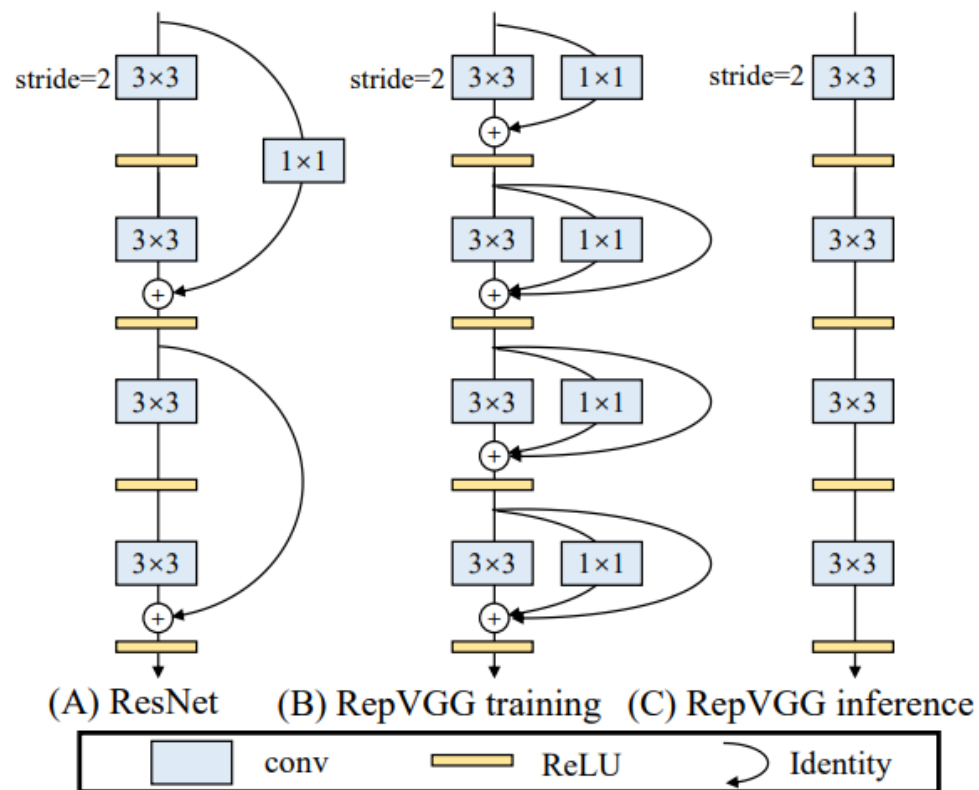 stride=2 3×3 3×3 1×1 stride=2 3×3
1×1
+
3×3 3×3 1×1 3×3
+ +
3×3 3×3 1×1 3×3
+
3×3 3×3 1×1 3×3
+ +
(A) ResNet (B) RepVGG training (C) RepVGG inference
conv ReLU Identity